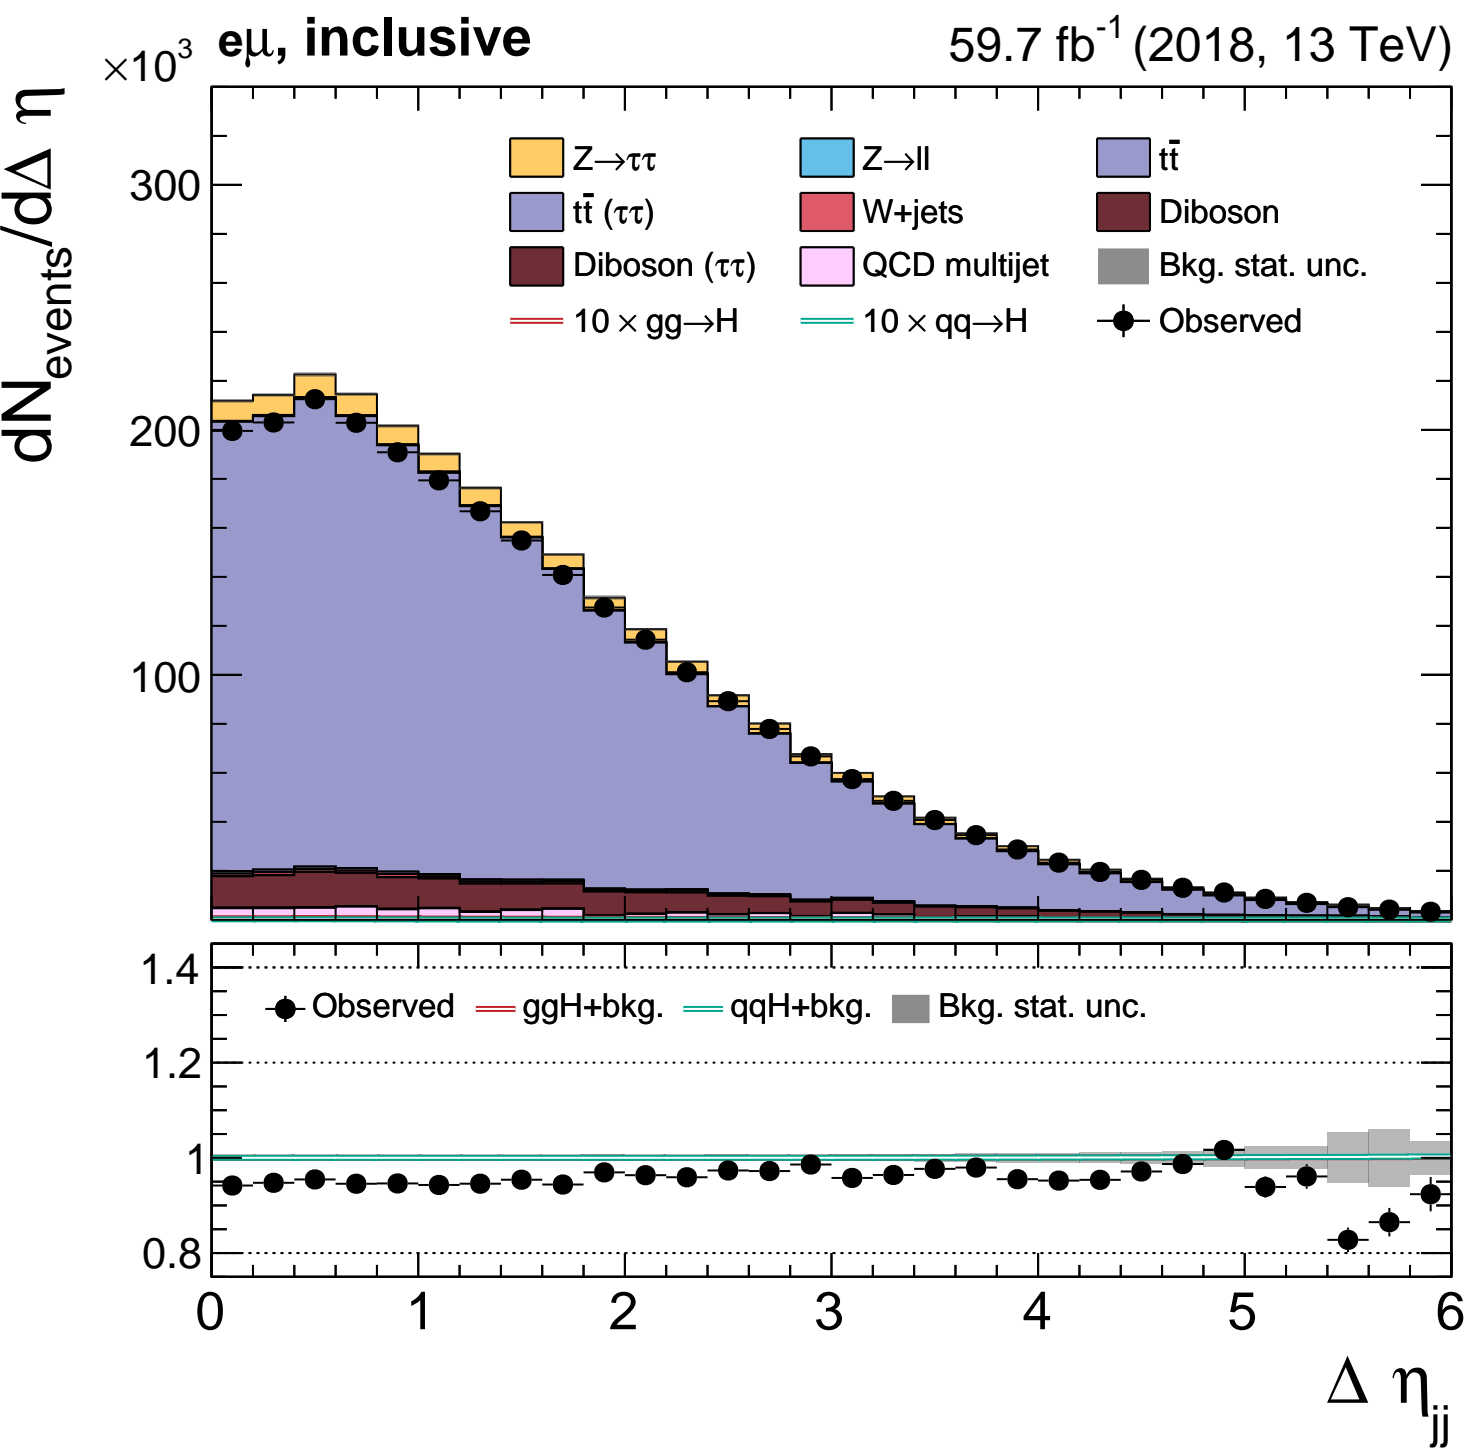 ×10³ eμ, inclusive 59.7 fb⁻¹ (2018, 13 TeV)
dN_events/dΔ η
Z→ττ Z→ll tt̄
tt̄ (ττ) W+jets Diboson
Diboson (ττ) QCD multijet Bkg. stat. unc.
10 × gg→H 10 × qq→H Observed
300
200
100
1.4
Observed ggH+bkg. qqH+bkg. Bkg. stat. unc.
1.2
1
0.8
0 1 2 3 4 5 6
Δ η_jj